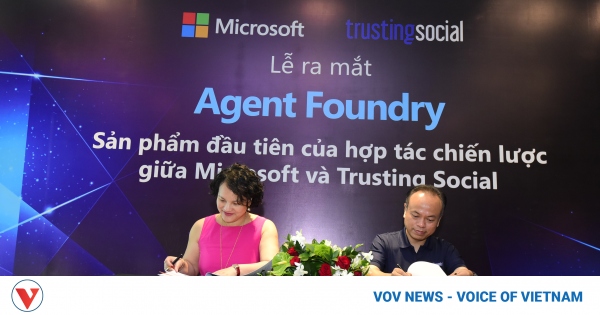 Microsoft trustingsocial
Lễ ra mắt
Agent Foundry
Sản phẩm đầu tiên của hợp tác chiến lược
giữa Microsoft và Trusting Social
V VOV NEWS - VOICE OF VIETNAM